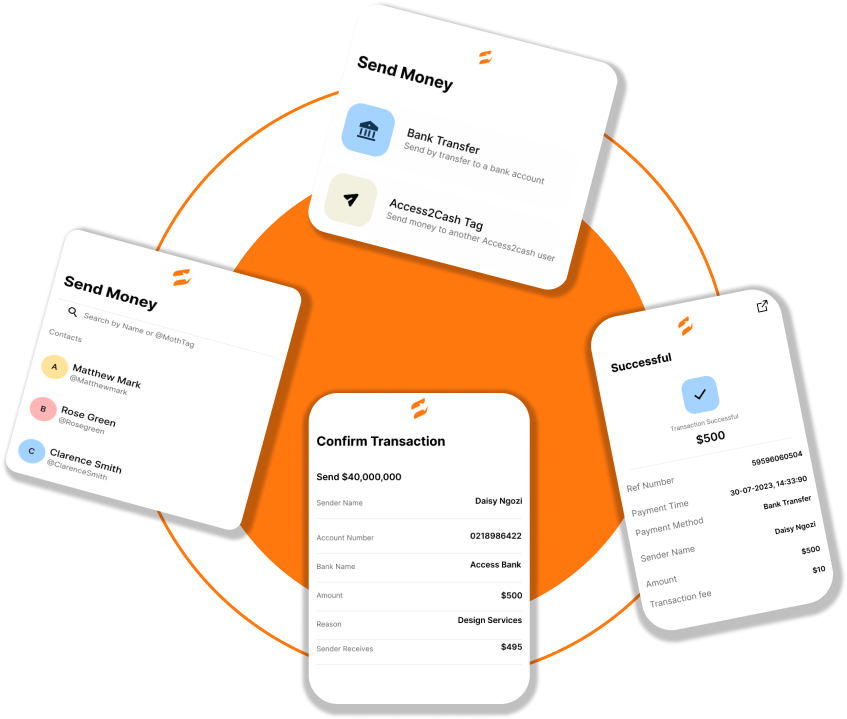 Send Money
Bank Transfer
Send by transfer to a bank account
Access2Cash Tag
Send money to another Access2cash user
Send Money
Search by Name or @MothTag
Contacts
A
Matthew Mark
@Matthewmark
B
Rose Green
@Rosegreen
C
Clarence Smith
@ClarenceSmith
Confirm Transaction
Send $40,000,000
Sender Name Daisy Ngozi
Account Number 0218986422
Bank Name Access Bank
Amount $500
Reason Design Services
Sender Receives $495
Successful
Transaction Successful
$500
Ref Number 59596060504
Payment Time 30-07-2023, 14:33:90
Payment Method Bank Transfer
Sender Name Daisy Ngozi
Amount $500
Transaction fee $10